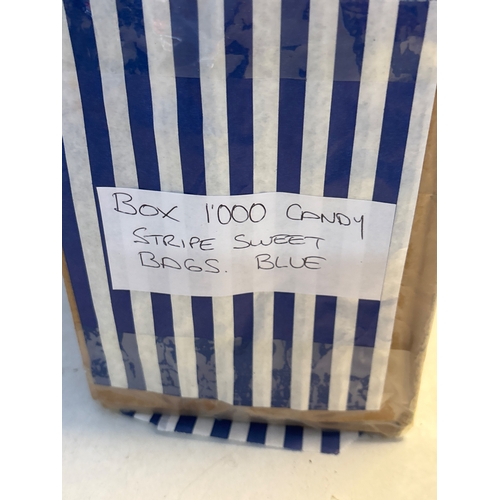 BOX 1'000 CANDY
STRIPE SWEET
BAGS. BLUE